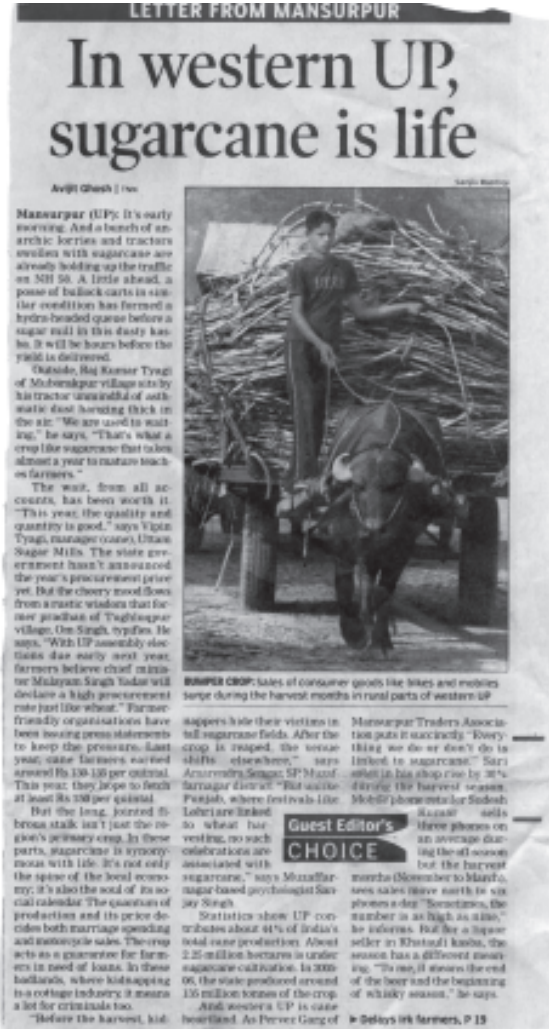 LETTER FROM MANSURPUR
In western UP,
sugarcane is life
Avijit Ghosh | TNN
Mansurpur (UP): It's early
morning. And a bunch of an-
archic lorries and tractors
swollen with sugarcane are
already holding up the traffic
on NH 58. A little ahead, a
posse of bullock carts in sim-
ilar condition has formed a
hydra-headed queue before a
sugar mill in this dusty kas-
ba. It will be hours before the
yield is delivered.
Outside, Raj Kumar Tyagi
of Mubarakpur village sits by
his tractor unmindful of asth-
matic dust hanging thick in
the air. "We are used to wait-
ing," he says, "That's what a
crop like sugarcane that takes
almost a year to mature teach-
es farmers."
The wait, from all ac-
counts, has been worth it.
"This year, the quality and
quantity is good," says Vipin
Tyagi, manager (cane), Uttam
Sugar Mills. The state gov-
ernment hasn't announced
the year's procurement price
yet. But the cheery mood flows
from a rustic wisdom that for-
mer pradhan of Tughluqpur
village, Om Singh, typifies. He
says, "With UP assembly elec-
tions due early next year,
farmers believe chief minis-
ter Mulayam Singh Yadav will
declare a high procurement
rate just like wheat." Farmer-
friendly organisations have
been issuing press statements
to keep the pressure. Last
year, cane farmers earned
around Rs per quintal.
This year, they hope to fetch
at least Rs per quintal.
But the long, jointed fi-
brous stalk isn't just the re-
gion's primary crop. In these
parts, sugarcane is synony-
mous with life. It's not only
the spine of the local econo-
my; it's also the soul of its so-
cial calendar. The quantum of
production and its price de-
cides both marriage spending
and motorcycle sales. The crop
acts as a guarantee for farm-
ers in need of loans. In these
badlands, where kidnapping
is a cottage industry, it means
a lot for criminals too.
"Before the harvest, kid-
BUMPER CROP: Sales of consumer goods like bikes and mobiles
surge during the harvest months in rural parts of western UP
nappers hide their victims in
tall sugarcane fields. After the
crop is reaped, the venue
shifts elsewhere," says
Amarendra Sengar, SP Muzaf-
farnagar district. "But unlike
Punjab, where festivals like
Lohri are linked
to wheat har-
vesting, no such
celebrations are
associated with
sugarcane," says Muzaffar-
nagar-based psychologist San-
jay Singh.
Statistics show UP con-
tributes about 44% of India's
total cane production. About
2.25 million hectares is under
sugarcane cultivation. In 2005-
06, the state produced around
million tonnes of the crop.
And western UP is cane
heartland. As Pervez Garg of
Guest Editor's
CHOICE
Mansurpur Traders Associa-
tion puts it succinctly, "Every-
thing we do or don't do is
linked to sugarcane." Sari
sales in his shop rise by 30%
during the harvest season.
Mobile phone retailer Sudesh
Kumar sells
three phones on
an average dur-
ing the off season
but the harvest
months (November to March),
sees sales move north to six
phones a day. "Sometimes, the
number is as high as nine,"
he informs. But for a liquor
seller in Khatauli kasba, the
season has a different mean-
ing. "To me, it means the end
of the beer and the beginning
of whisky season," he says.
▶ Delays irk farmers, P 19